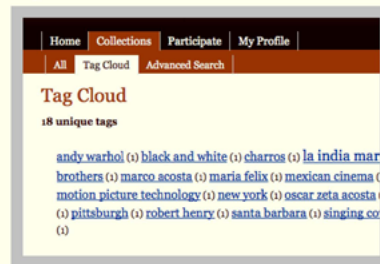 Home Collections Participate My Profile
All Tag Cloud Advanced Search
Tag Cloud
18 unique tags
andy warhol (1) black and white (1) charros (1) la india mar
brothers (1) marco acosta (1) maria felix (1) mexican cinema (
motion picture technology (1) new york (1) oscar zeta acosta
(1) pittsburgh (1) robert henry (1) santa barbara (1) singing co
(1)